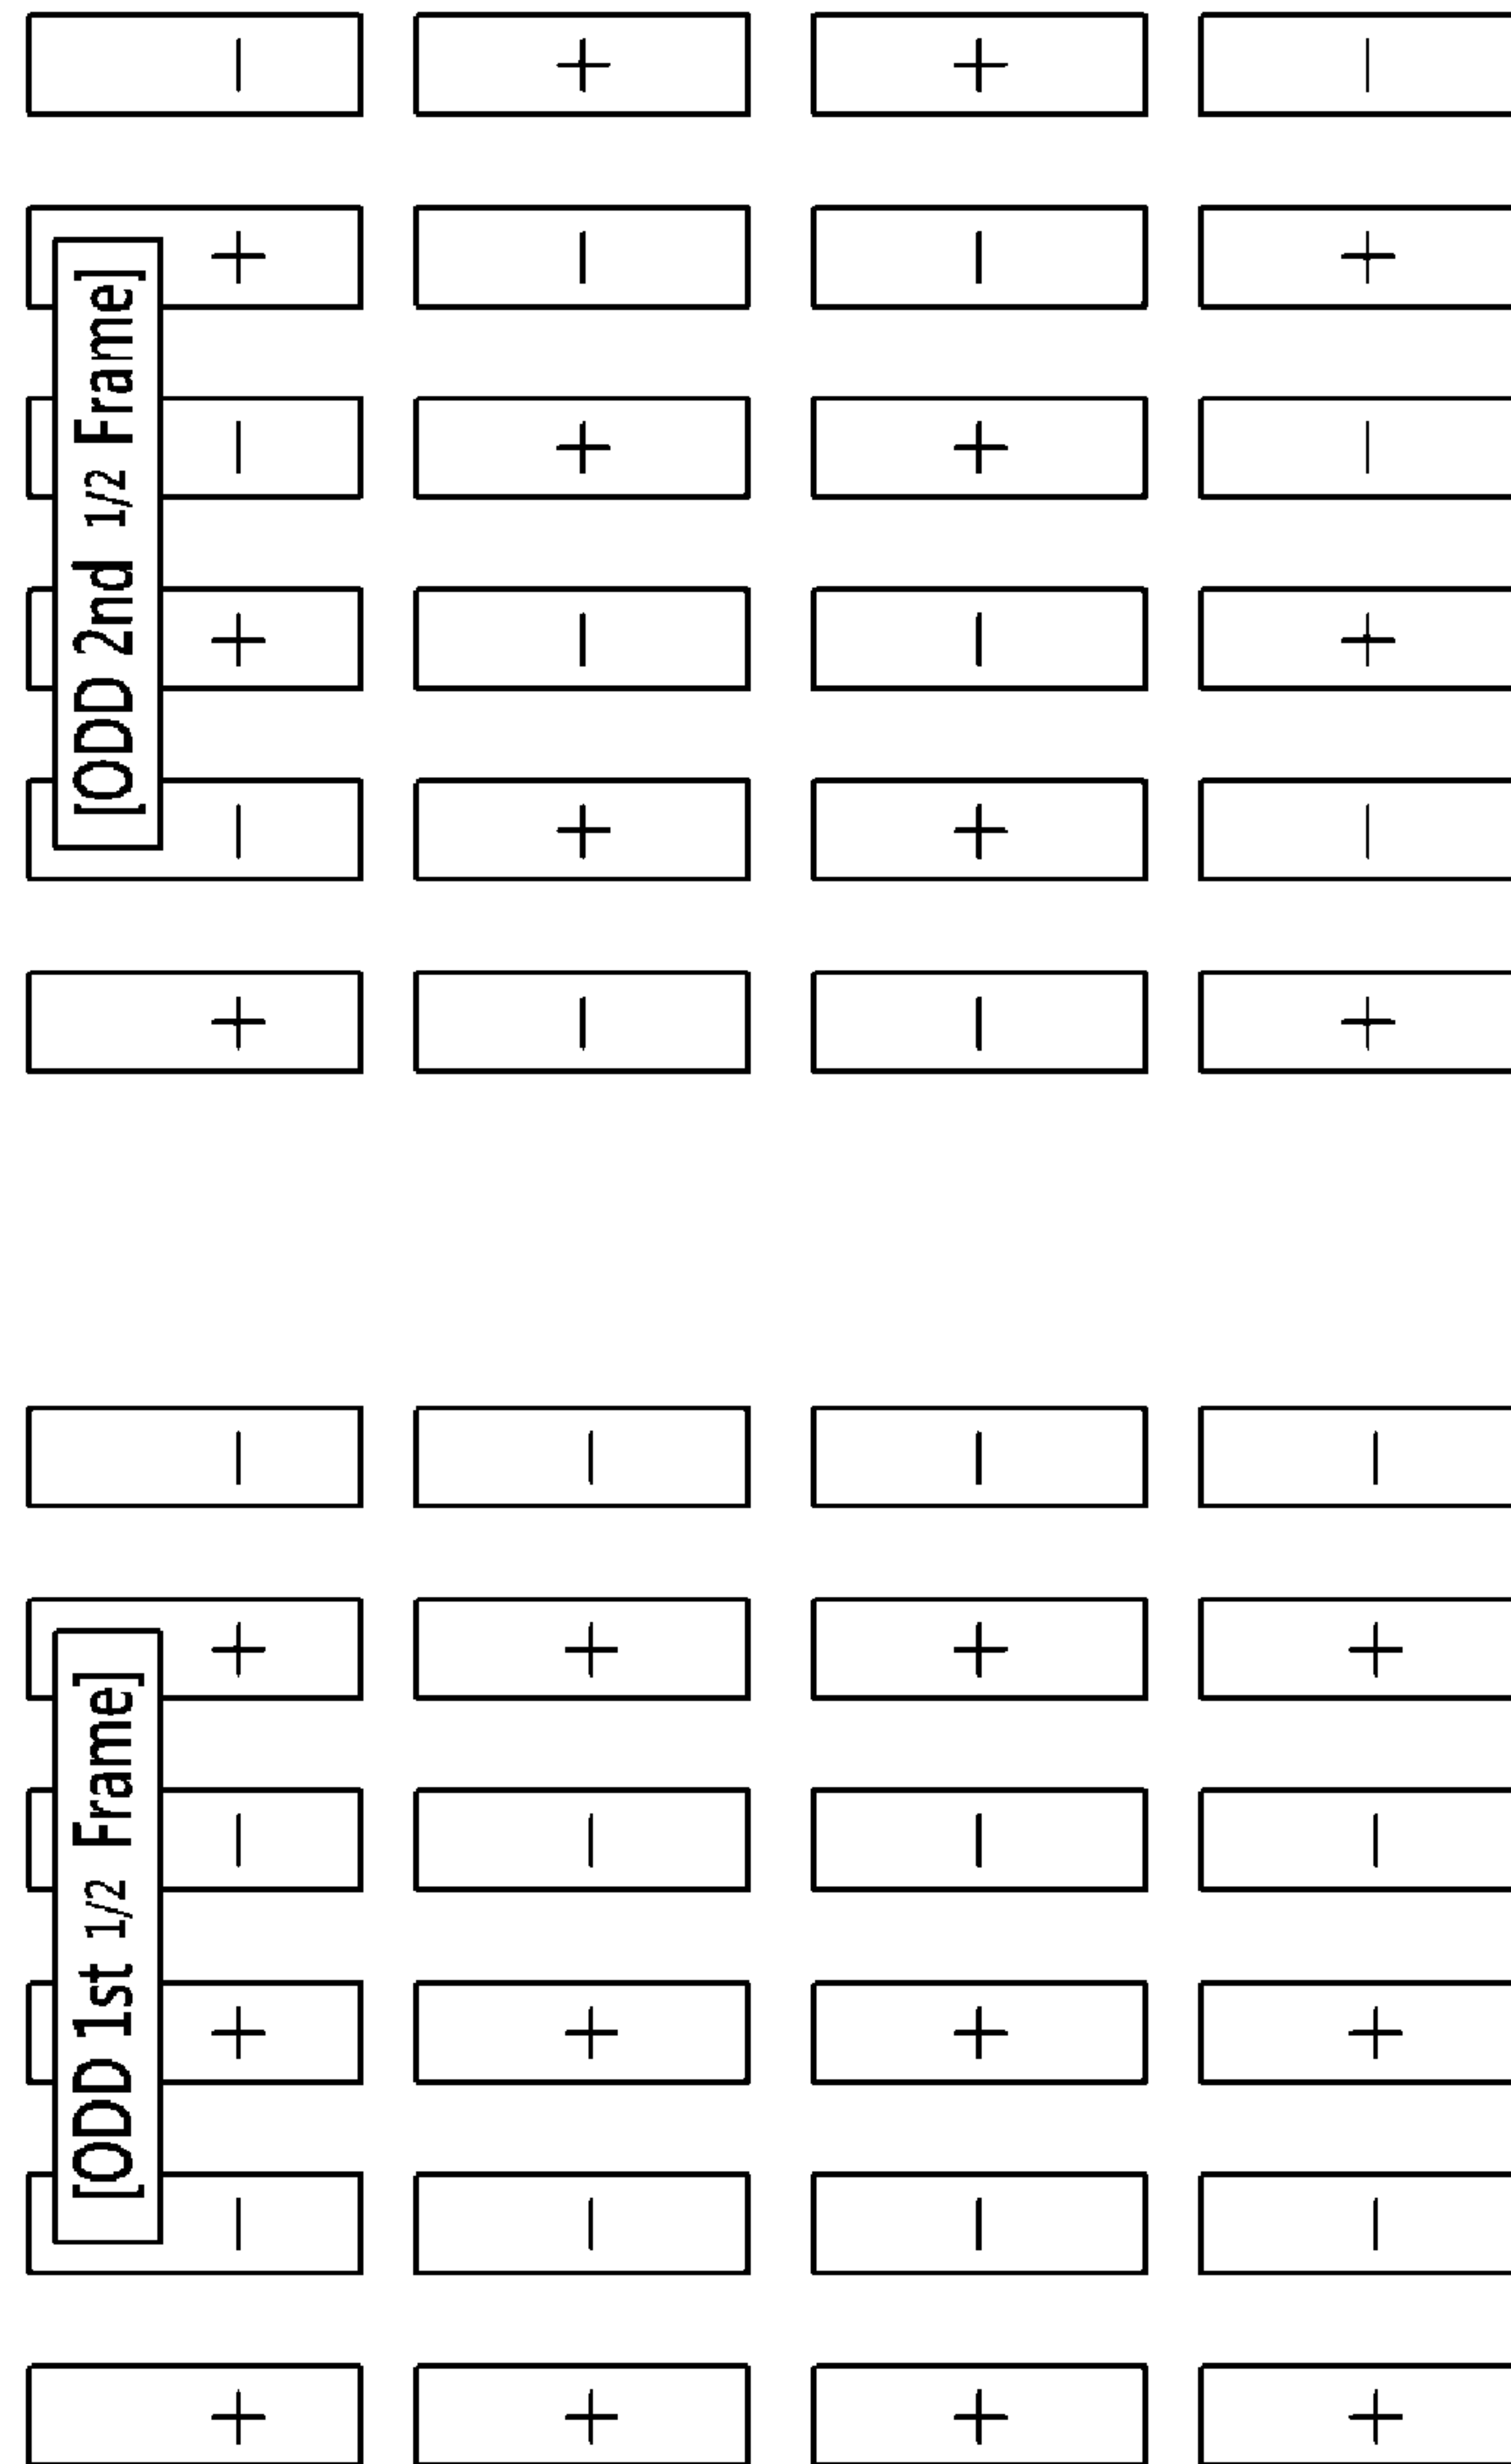 [ODD 1st 1/2 Frame] [ODD 2nd 1/2 Frame]
+ − + − + − + − + − + −
+ − + − + − − + − + − +
+ − + − + − − + − + − +
+ − + − + − + − + − + −